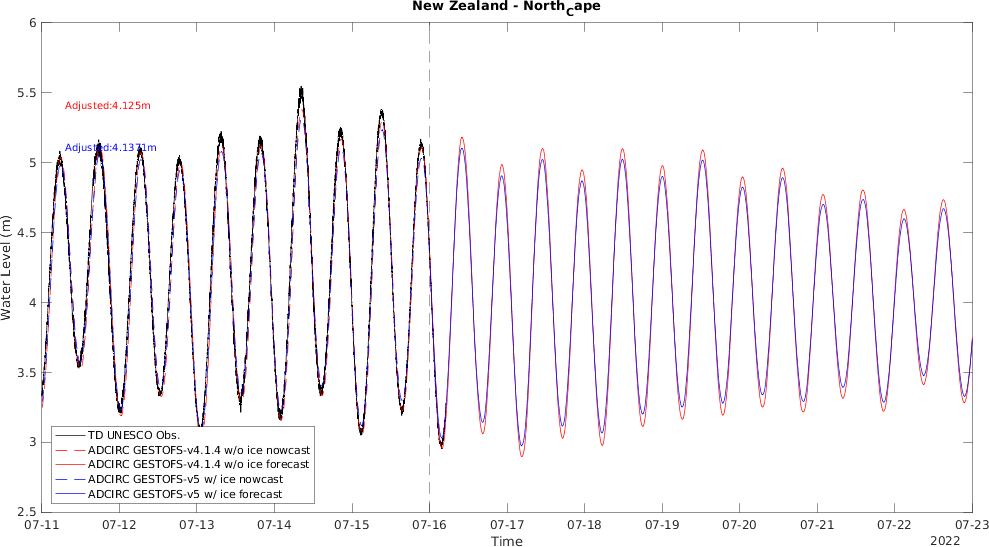 New Zealand - North_Cape
6
5.5
5
4.5
4
3.5
3
2.5
Water Level (m)
Adjusted:4.125m
Adjusted:4.1371m
TD UNESCO Obs.
ADCIRC GESTOFS-v4.1.4 w/o ice nowcast
ADCIRC GESTOFS-v4.1.4 w/o ice forecast
ADCIRC GESTOFS-v5 w/ ice nowcast
ADCIRC GESTOFS-v5 w/ ice forecast
07-11 07-12 07-13 07-14 07-15 07-16 07-17 07-18 07-19 07-20 07-21 07-22 07-23
Time
2022